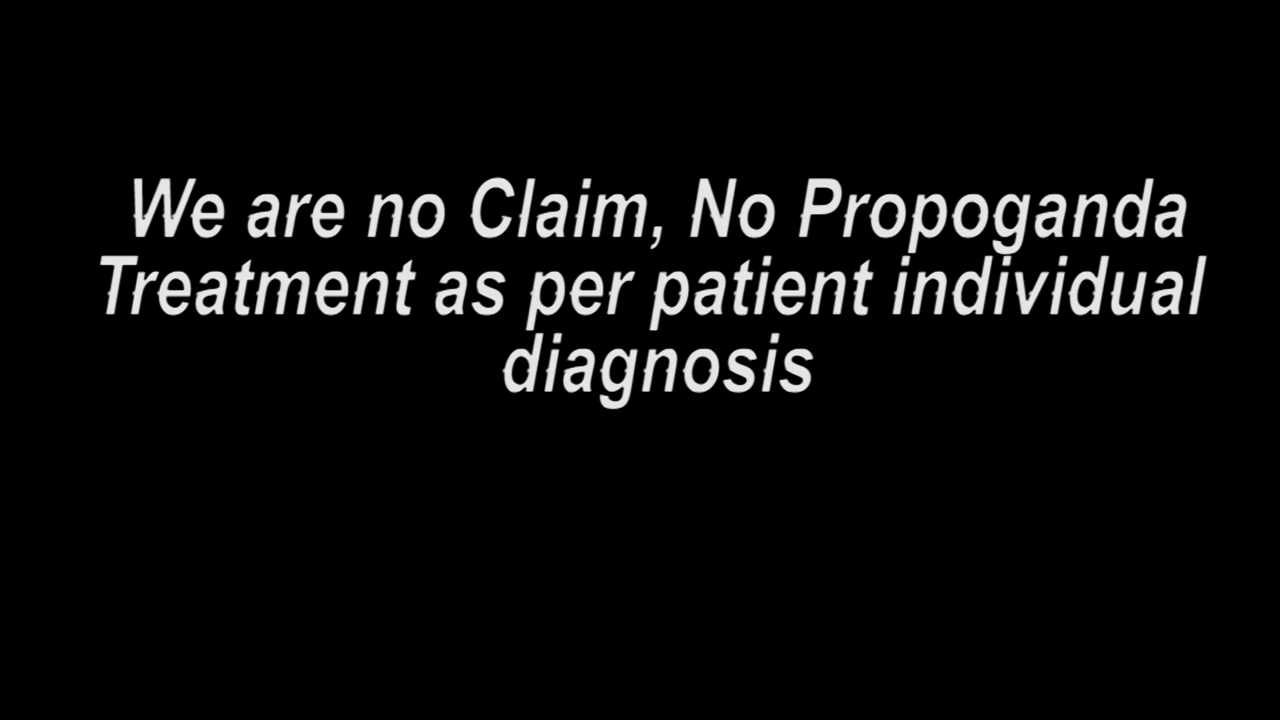 We are no Claim, No Propoganda
Treatment as per patient individual
diagnosis